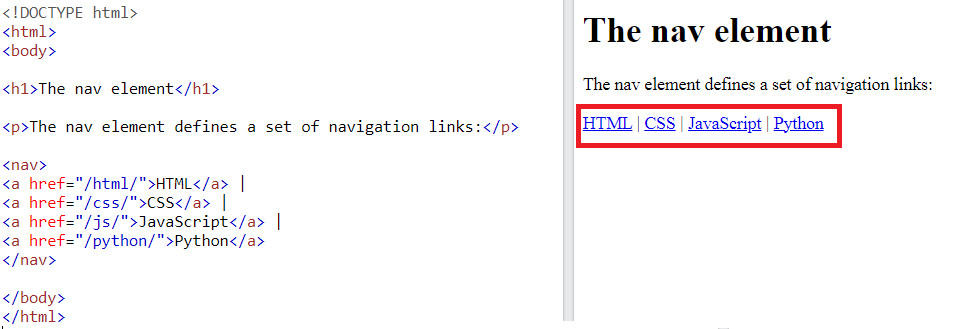 <!DOCTYPE html>
<html>
<body>
<h1>The nav element</h1>
<p>The nav element defines a set of navigation links:</p>
<nav>
<a href="/html/">HTML</a> |
<a href="/css/">CSS</a> |
<a href="/js/">JavaScript</a> |
<a href="/python/">Python</a>
</nav>
</body>
</html>
The nav element
The nav element defines a set of navigation links:
HTML | CSS | JavaScript | Python